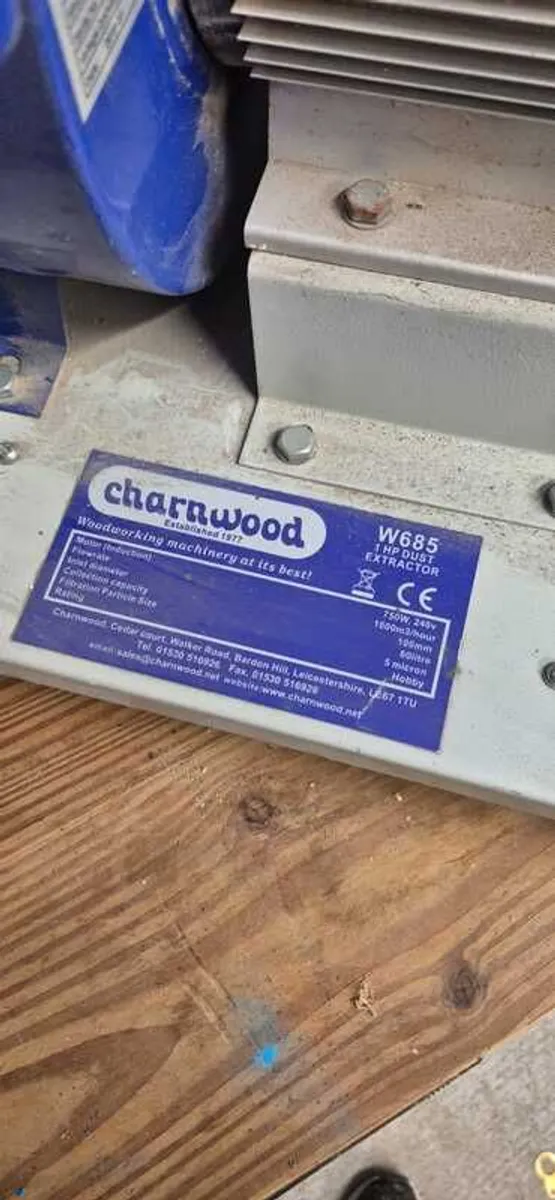 charnwood
Established 1977
Woodworking machinery at its best!
W685
1 HP DUST
EXTRACTOR
CE
Motor (Induction) 750W, 240v
Flowrate 1600m3/hour
Inlet diameter 100mm
Collection capacity 60litre
Filtration Particle Size 5 micron
Rating Hobby
Charnwood, Cedar court, Walker Road, Bardon Hill, Leicestershire, LE67 1TU
Tel. 01530 516926 Fax. 01530 516929
email:sales@charnwood.net website:www.charnwood.net